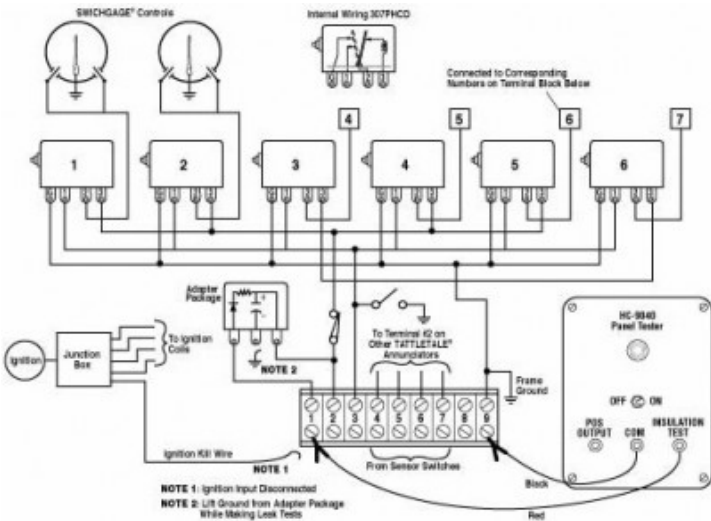 SWICHGAGE® Controls
Internal Wiring 307PHCD
Connected to Corresponding
Numbers on Terminal Block Below
4
5
6
7
1
2
3
4
5
6
Adapter
Package
NOTE 2
Ignition
Junction
Box
To Ignition
Coils
To Terminal #2 on
Other TATTLETALE®
Annunciators
Frame
Ground
1
2
3
4
5
6
7
8
9
HC-9840
Panel Tester
OFF ON
POS
OUTPUT
COM
INSULATION
TEST
Ignition Kill Wire
NOTE 1
From Sensor Switches
Black
Red
NOTE 1: Ignition Input Disconnected
NOTE 2: Lift Ground from Adapter Package
While Making Leak Tests